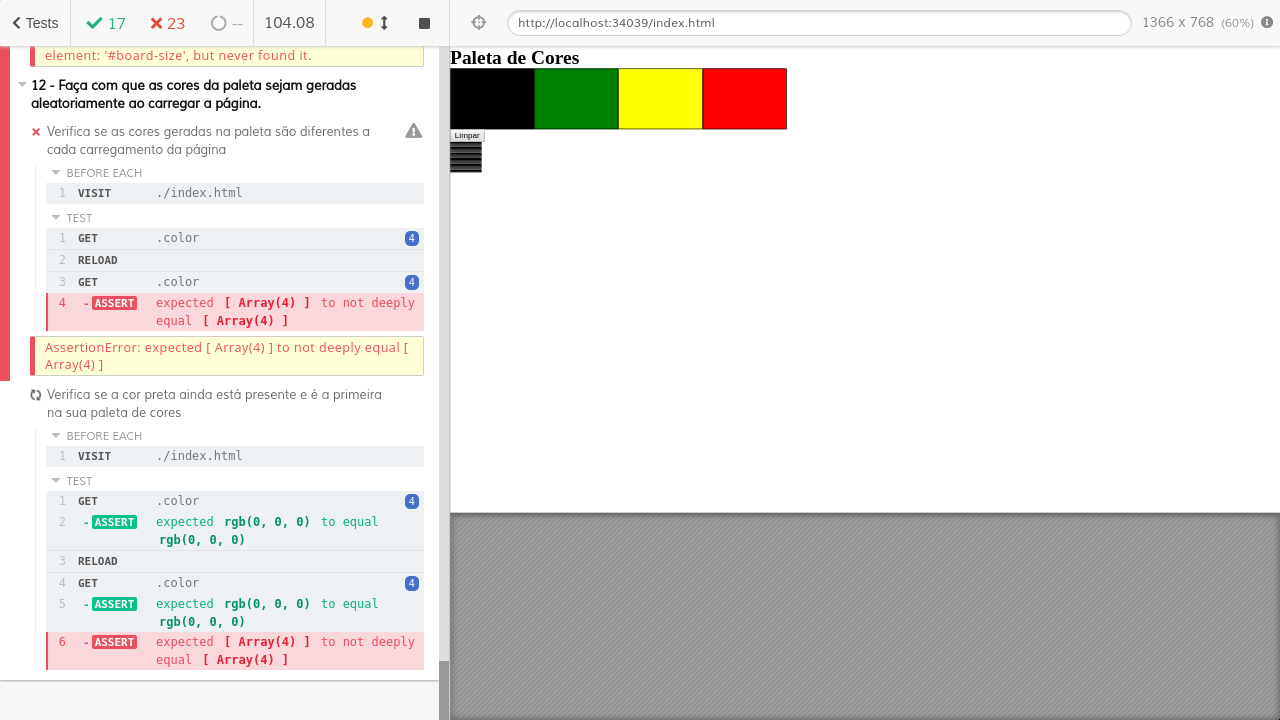 Tests 17 23 -- 104.08 http://localhost:34039/index.html 1366 x 768 (60%)
element: '#board-size', but never found it.
12 - Faça com que as cores da paleta sejam geradas
aleatoriamente ao carregar a página.
Verifica se as cores geradas na paleta são diferentes a
cada carregamento da página
BEFORE EACH
1 VISIT ./index.html
TEST
1 GET .color 4
2 RELOAD
3 GET .color 4
4 -ASSERT expected [ Array(4) ] to not deeply
equal [ Array(4) ]
AssertionError: expected [ Array(4) ] to not deeply equal [
Array(4) ]
Verifica se a cor preta ainda está presente e é a primeira
na sua paleta de cores
BEFORE EACH
1 VISIT ./index.html
TEST
1 GET .color 4
2 -ASSERT expected rgb(0, 0, 0) to equal
rgb(0, 0, 0)
3 RELOAD
4 GET .color 4
5 -ASSERT expected rgb(0, 0, 0) to equal
rgb(0, 0, 0)
6 -ASSERT expected [ Array(4) ] to not deeply
equal [ Array(4) ]
Paleta de Cores
Limpar